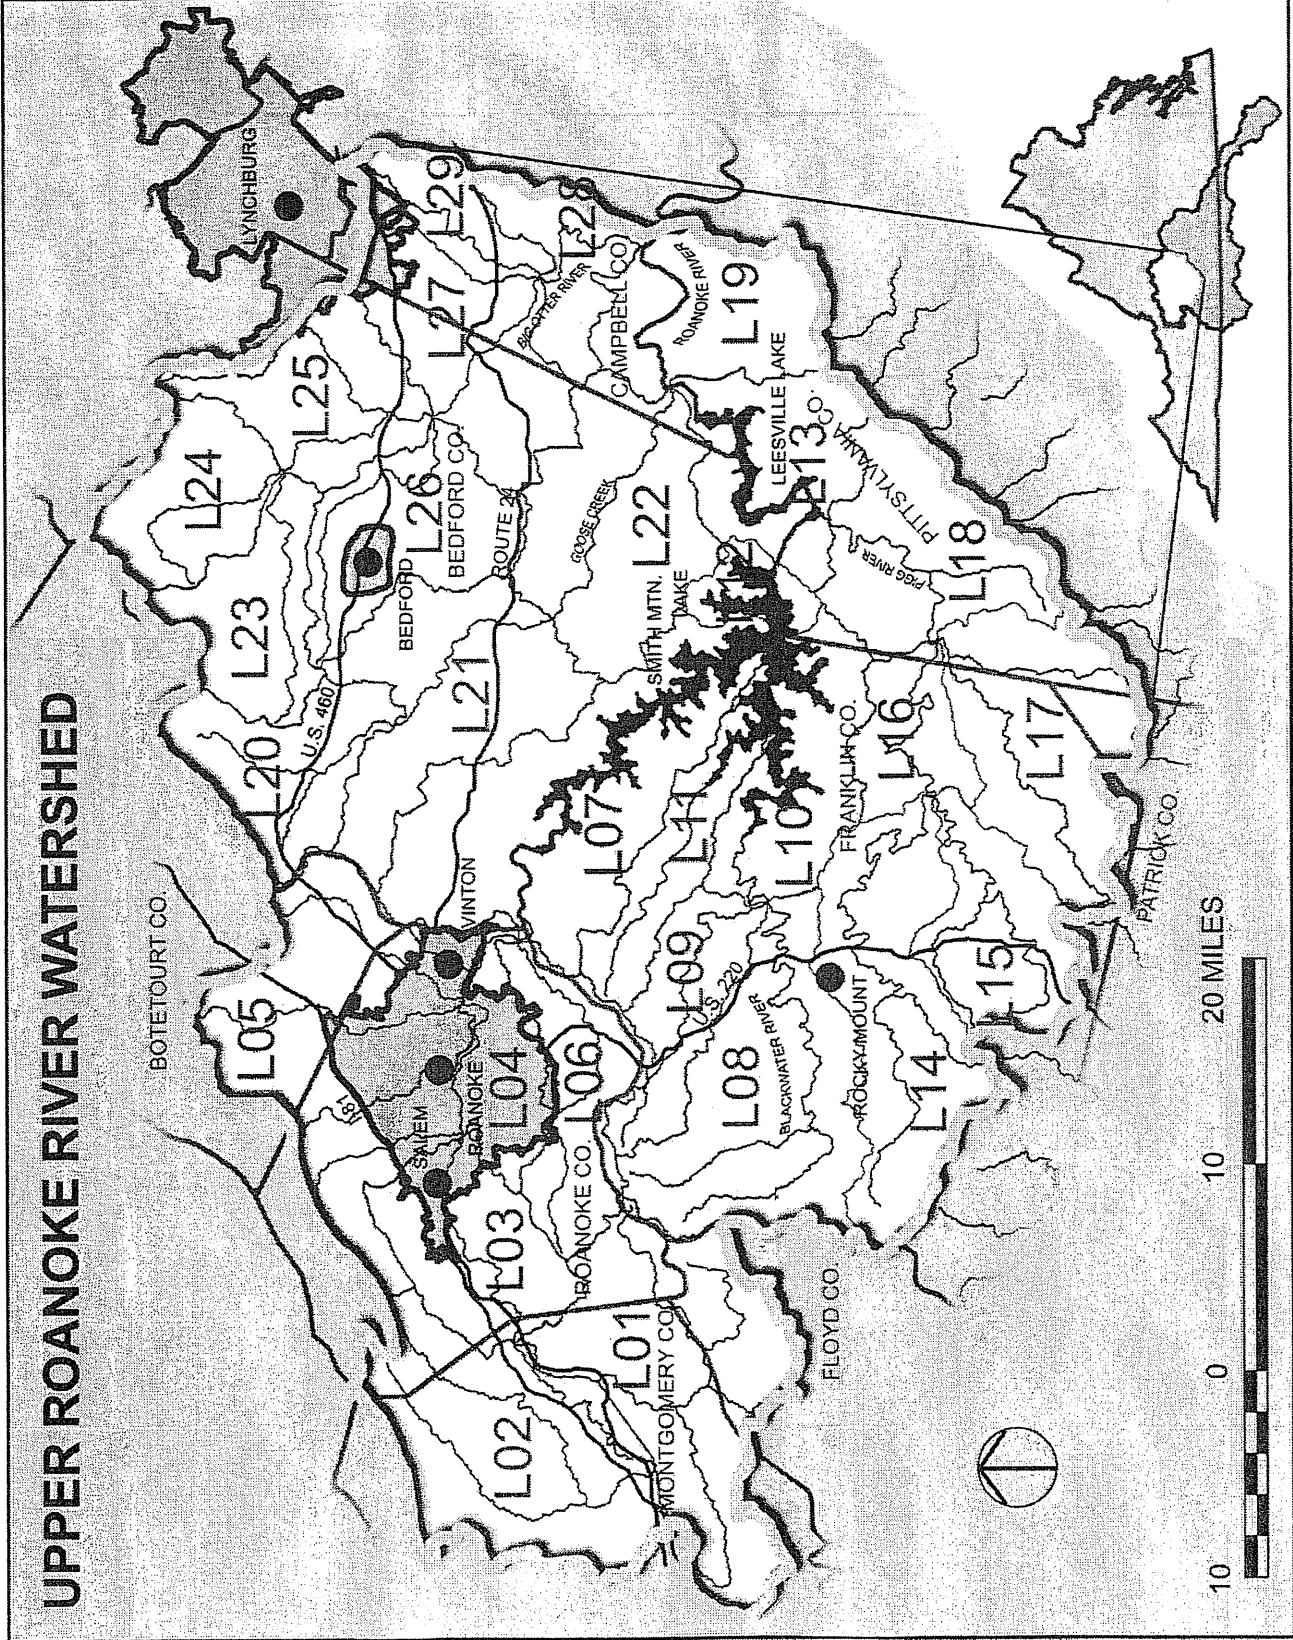 UPPER ROANOKE RIVER WATERSHED
BOTETOURT CO.
LYNCHBURG
L05
L20
L23
L24
L25
U.S. 460
I-81
BEDFORD
L26
BEDFORD CO.
L27
L29
SALEM
ROANOKE
VINTON
L21
ROUTE 24
L02
L03
L04
BIG OTTER RIVER
L28
ROANOKE CO.
L06
L07
GOOSE CREEK
CAMPBELL CO.
L01
MONTGOMERY CO.
SMITH MTN.
LAKE
L22
ROANOKE RIVER
L09
U.S. 220
L11
L12
L19
LEESVILLE LAKE
L08
BLACKWATER RIVER
L10
L13
PITTSYLVANIA CO.
FLOYD CO.
ROCKY MOUNT
FRANKLIN CO.
L16
PIGG RIVER
L14
L15
L17
L18
PATRICK CO.
10
0
10
20 MILES